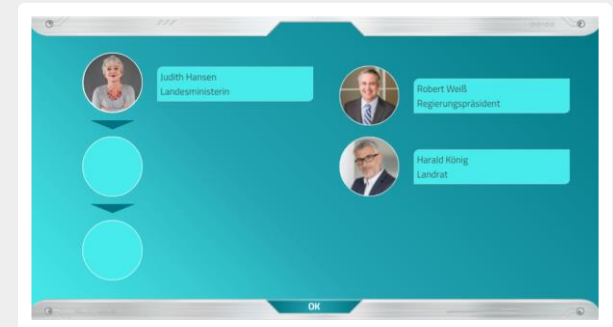 Judith Hansen
Landesministerin
Robert Weiß
Regierungspräsident
Harald König
Landrat
OK